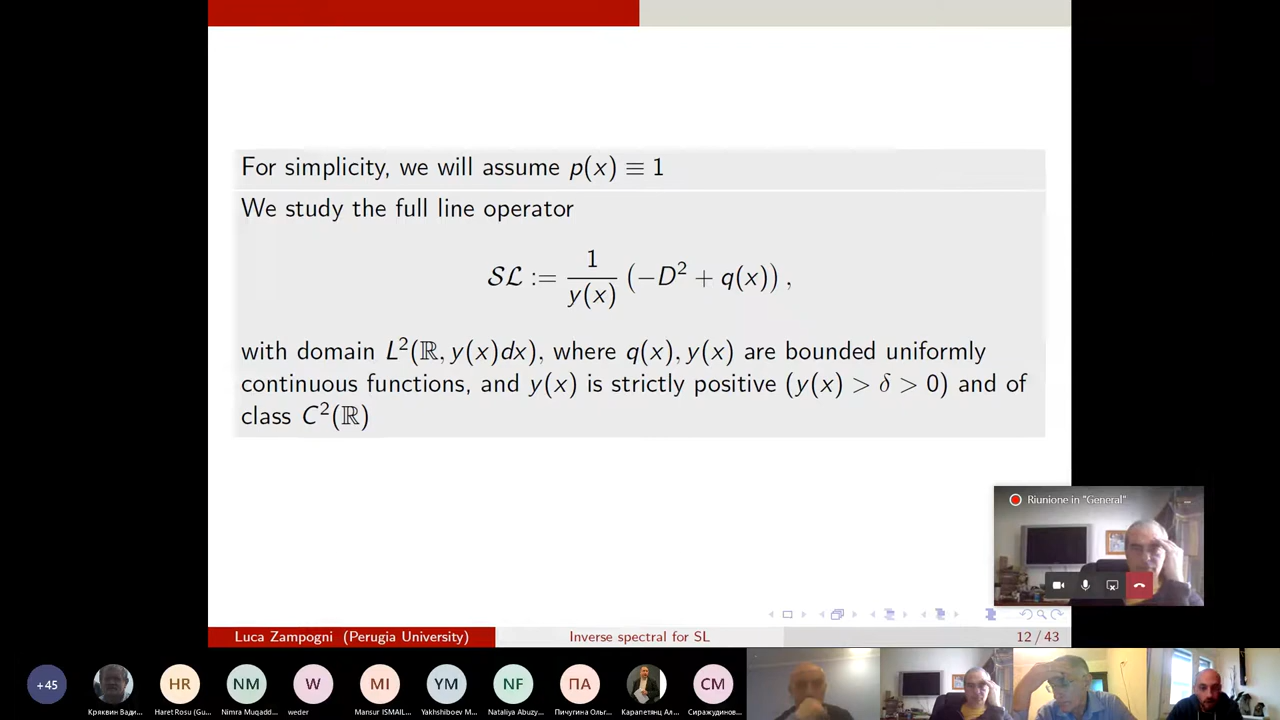 For simplicity, we will assume p(x) ≡ 1
We study the full line operator
𝒮ℒ := 1/y(x) (−D² + q(x)) ,
with domain L²(ℝ, y(x)dx), where q(x), y(x) are bounded uniformly
continuous functions, and y(x) is strictly positive (y(x) > δ > 0) and of
class C²(ℝ)
Riunione in "General"
Luca Zampogni (Perugia University) Inverse spectral for SL 12 / 43
+45 HR NM W MI YM NF ПА СМ
Кряквин Вади... Haret Rosu (Gu... Nimra Muqadd... weder Mansur ISMAIL... Yakhshiboev M... Nataliya Abuzy... Пичугина Ольг... Карапетянц Ал... Сиражудинов...